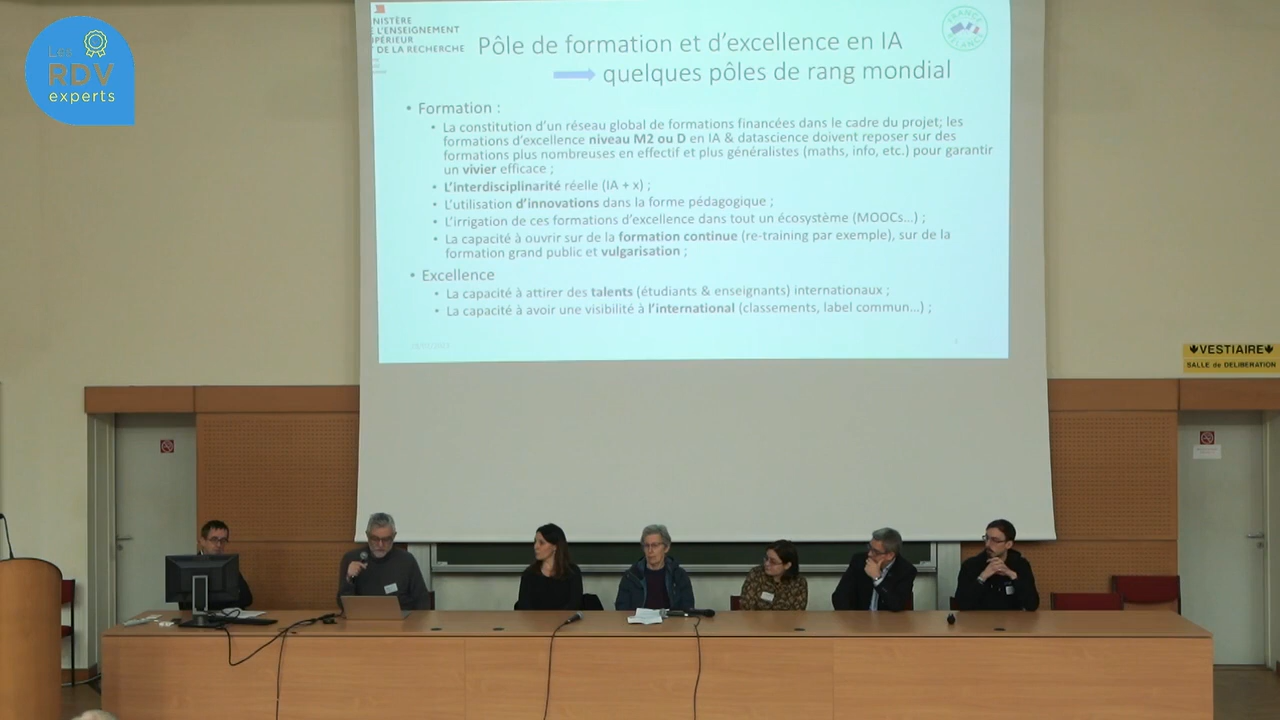 Les
RDV
experts
NISTÈRE
L'ENSEIGNEMENT
PÉRIEUR
DE LA RECHERCHE
FRANCE
RELANCE
Pôle de formation et d'excellence en IA
quelques pôles de rang mondial
• Formation :
• La constitution d'un réseau global de formations financées dans le cadre du projet; les
formations d'excellence niveau M2 ou D en IA & datascience doivent reposer sur des
formations plus nombreuses en effectif et plus généralistes (maths, info, etc.) pour garantir
un vivier efficace ;
• L'interdisciplinarité réelle (IA + x) ;
• L'utilisation d'innovations dans la forme pédagogique ;
• L'irrigation de ces formations d'excellence dans tout un écosystème (MOOCs...) ;
• La capacité à ouvrir sur de la formation continue (re-training par exemple), sur de la
formation grand public et vulgarisation ;
• Excellence
• La capacité à attirer des talents (étudiants & enseignants) internationaux ;
• La capacité à avoir une visibilité à l'international (classements, label commun...) ;
VESTIAIRE
SALLE de DELIBERATION